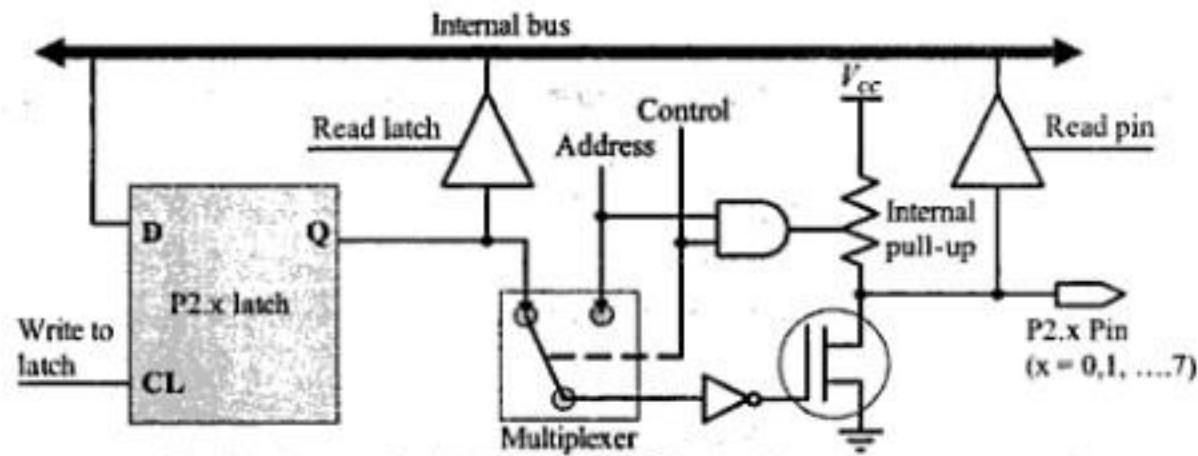 Internal bus
Vcc
Control
Read latch
Address
Read pin
D
Q
Internal
pull-up
P2.x latch
Write to
latch
CL
P2.x Pin
(x = 0,1, ....7)
Multiplexer